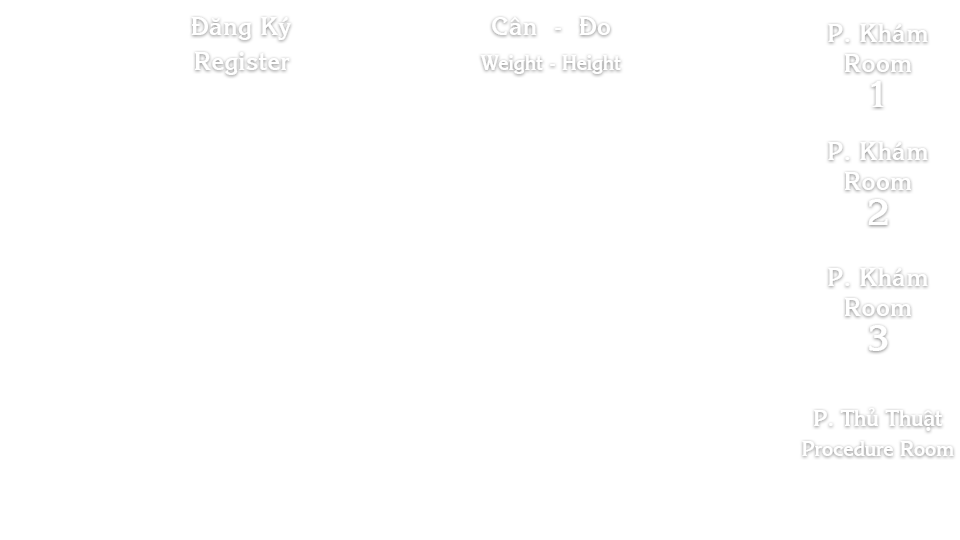 Đăng Ký
Register
Cân - Đo
Weight - Height
P. Khám
Room
1
P. Khám
Room
2
P. Khám
Room
3
P. Thủ Thuật
Procedure Room